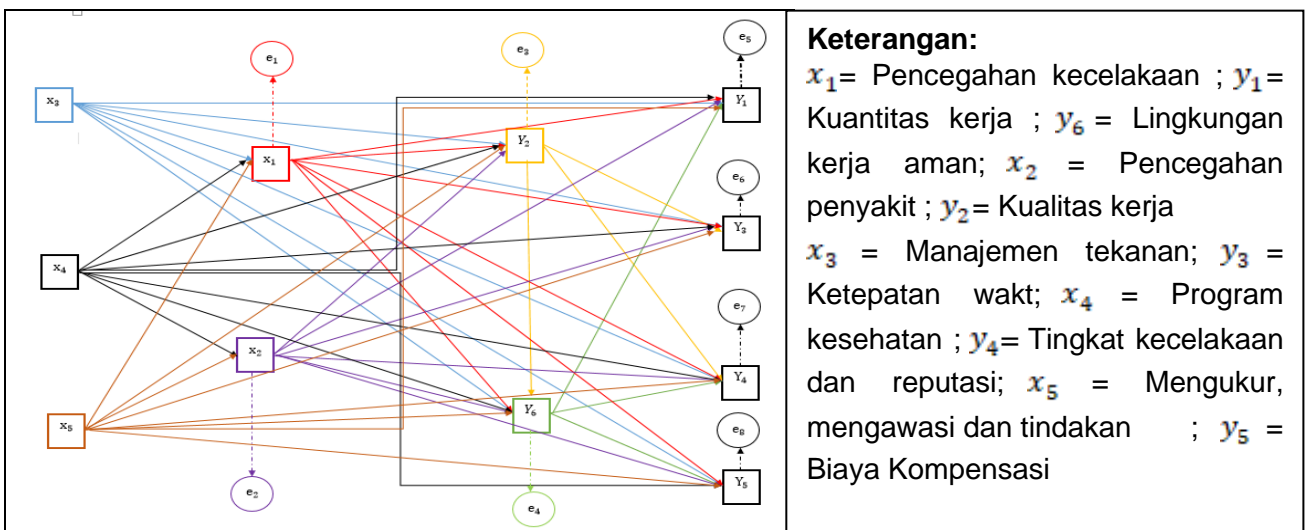 e₅
e₁
e₃
x₃
Y₁
x₁
Y₂
e₆
Y₃
x₄
e₇
x₂
Y₄
x₅
Y₆
e₈
Y₅
e₂
e₄
Keterangan:
x₁= Pencegahan kecelakaan ; y₁=
Kuantitas kerja ; y₆ = Lingkungan
kerja aman; x₂ = Pencegahan
penyakit ; y₂= Kualitas kerja
x₃ = Manajemen tekanan; y₃ =
Ketepatan wakt; x₄ = Program
kesehatan ; y₄= Tingkat kecelakaan
dan reputasi; x₅ = Mengukur,
mengawasi dan tindakan ; y₅ =
Biaya Kompensasi